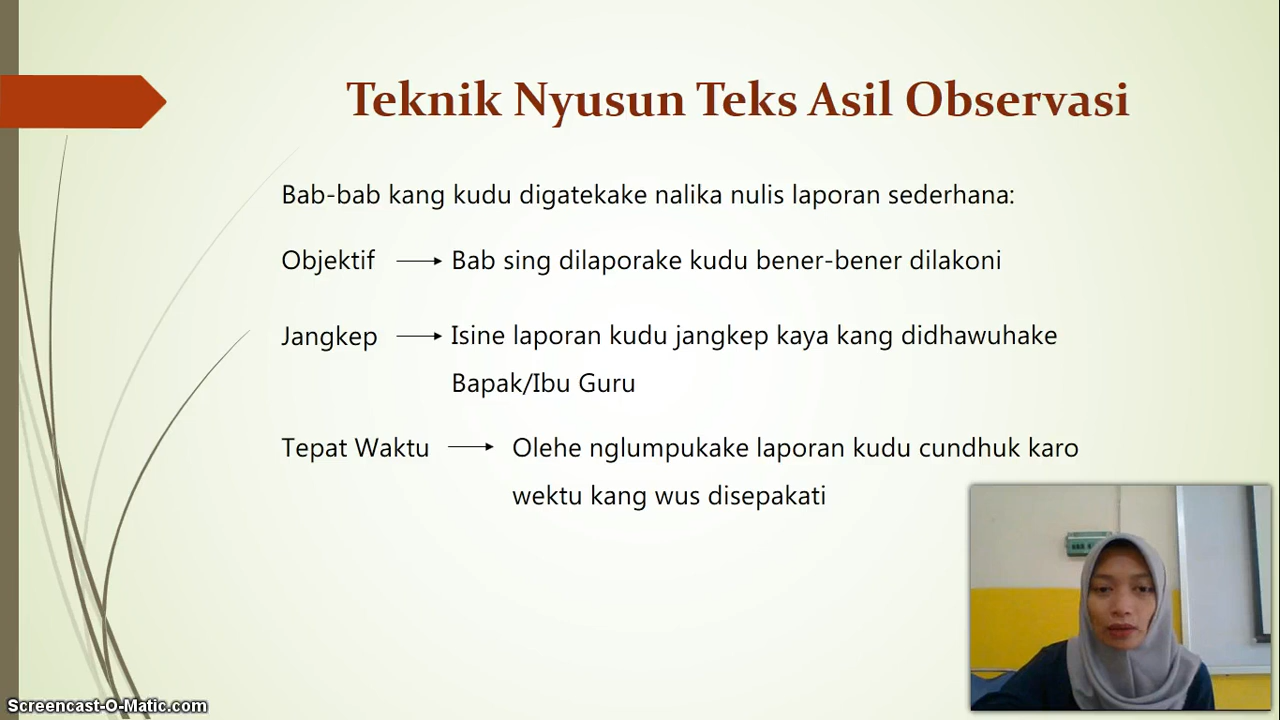 Teknik Nyusun Teks Asil Observasi
Bab-bab kang kudu digatekake nalika nulis laporan sederhana:
Objektif Bab sing dilaporake kudu bener-bener dilakoni
Jangkep Isine laporan kudu jangkep kaya kang didhawuhake
Bapak/Ibu Guru
Tepat Waktu Olehe nglumpukake laporan kudu cundhuk karo
wektu kang wus disepakati
Screencast-O-Matic.com